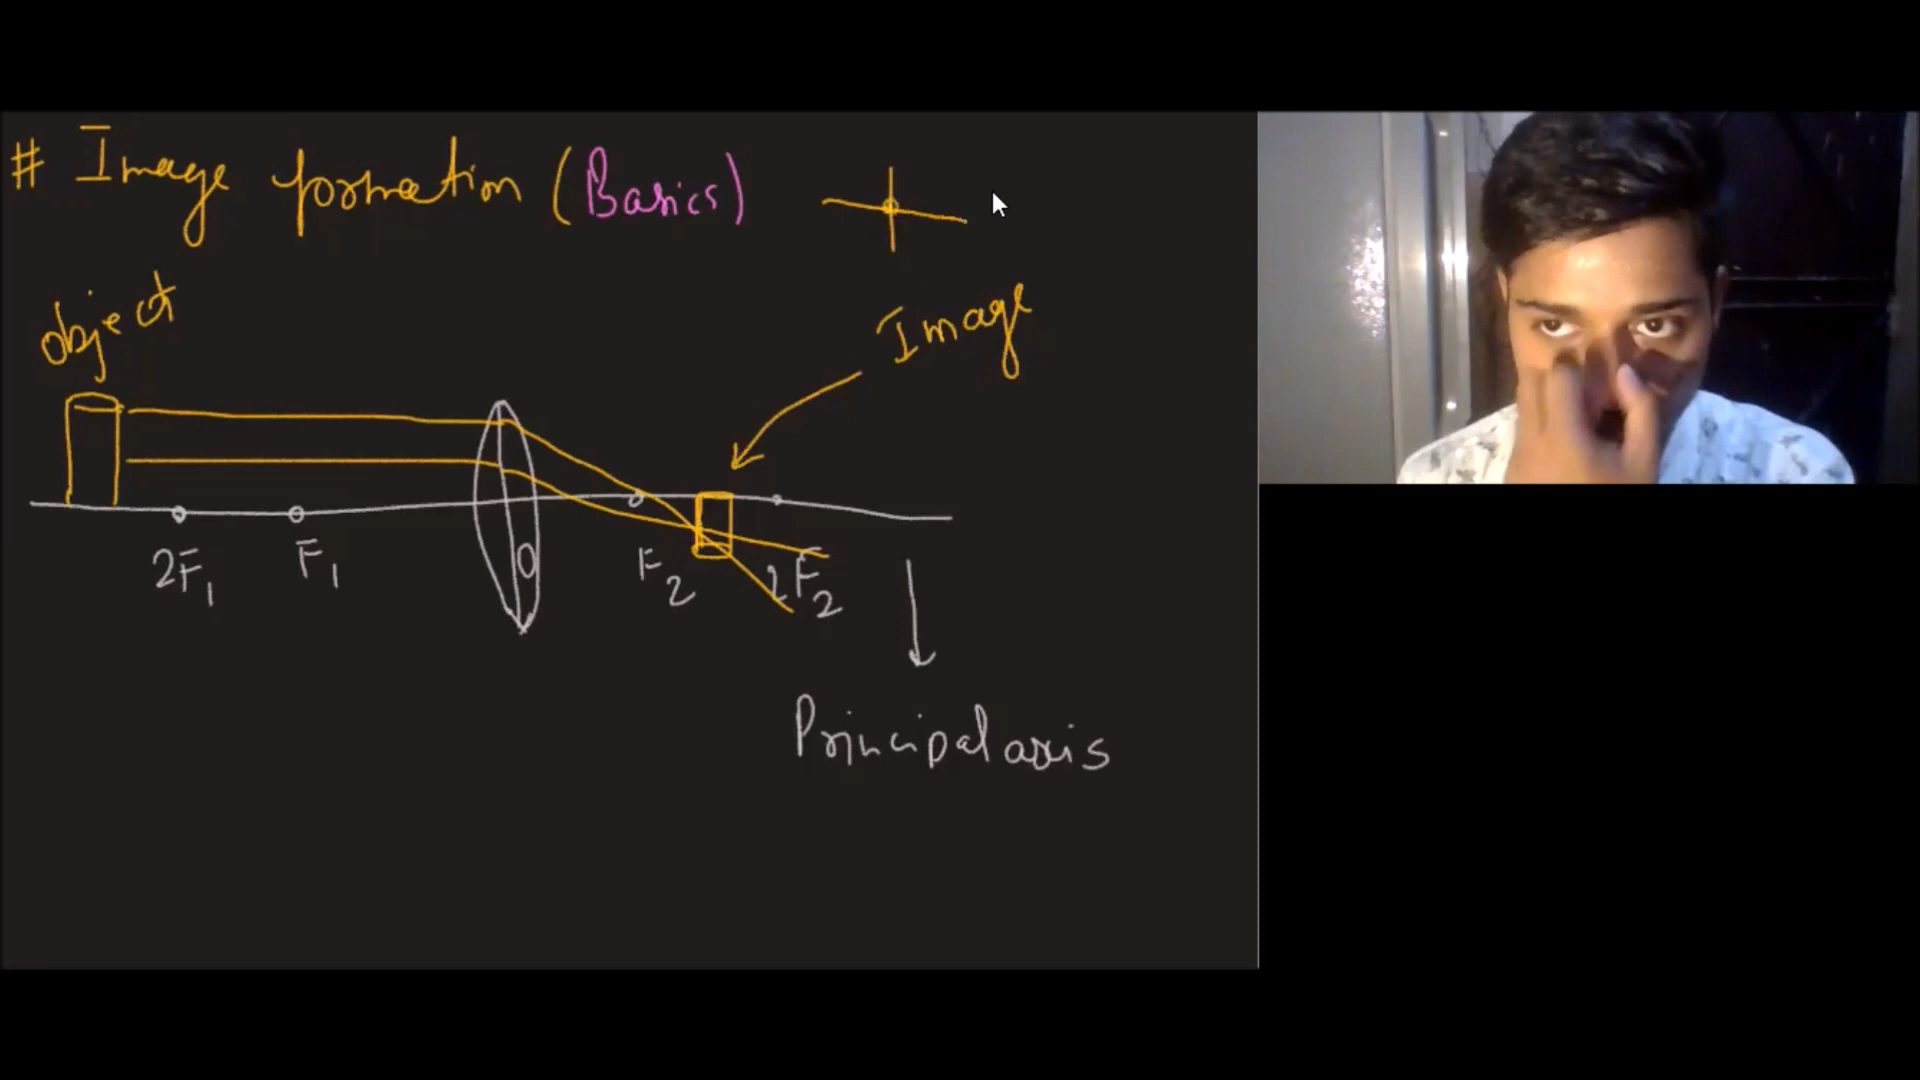 # Image formation (Basics)
object
Image
2F₁ F₁ O F₂ 2F₂
Principal axis